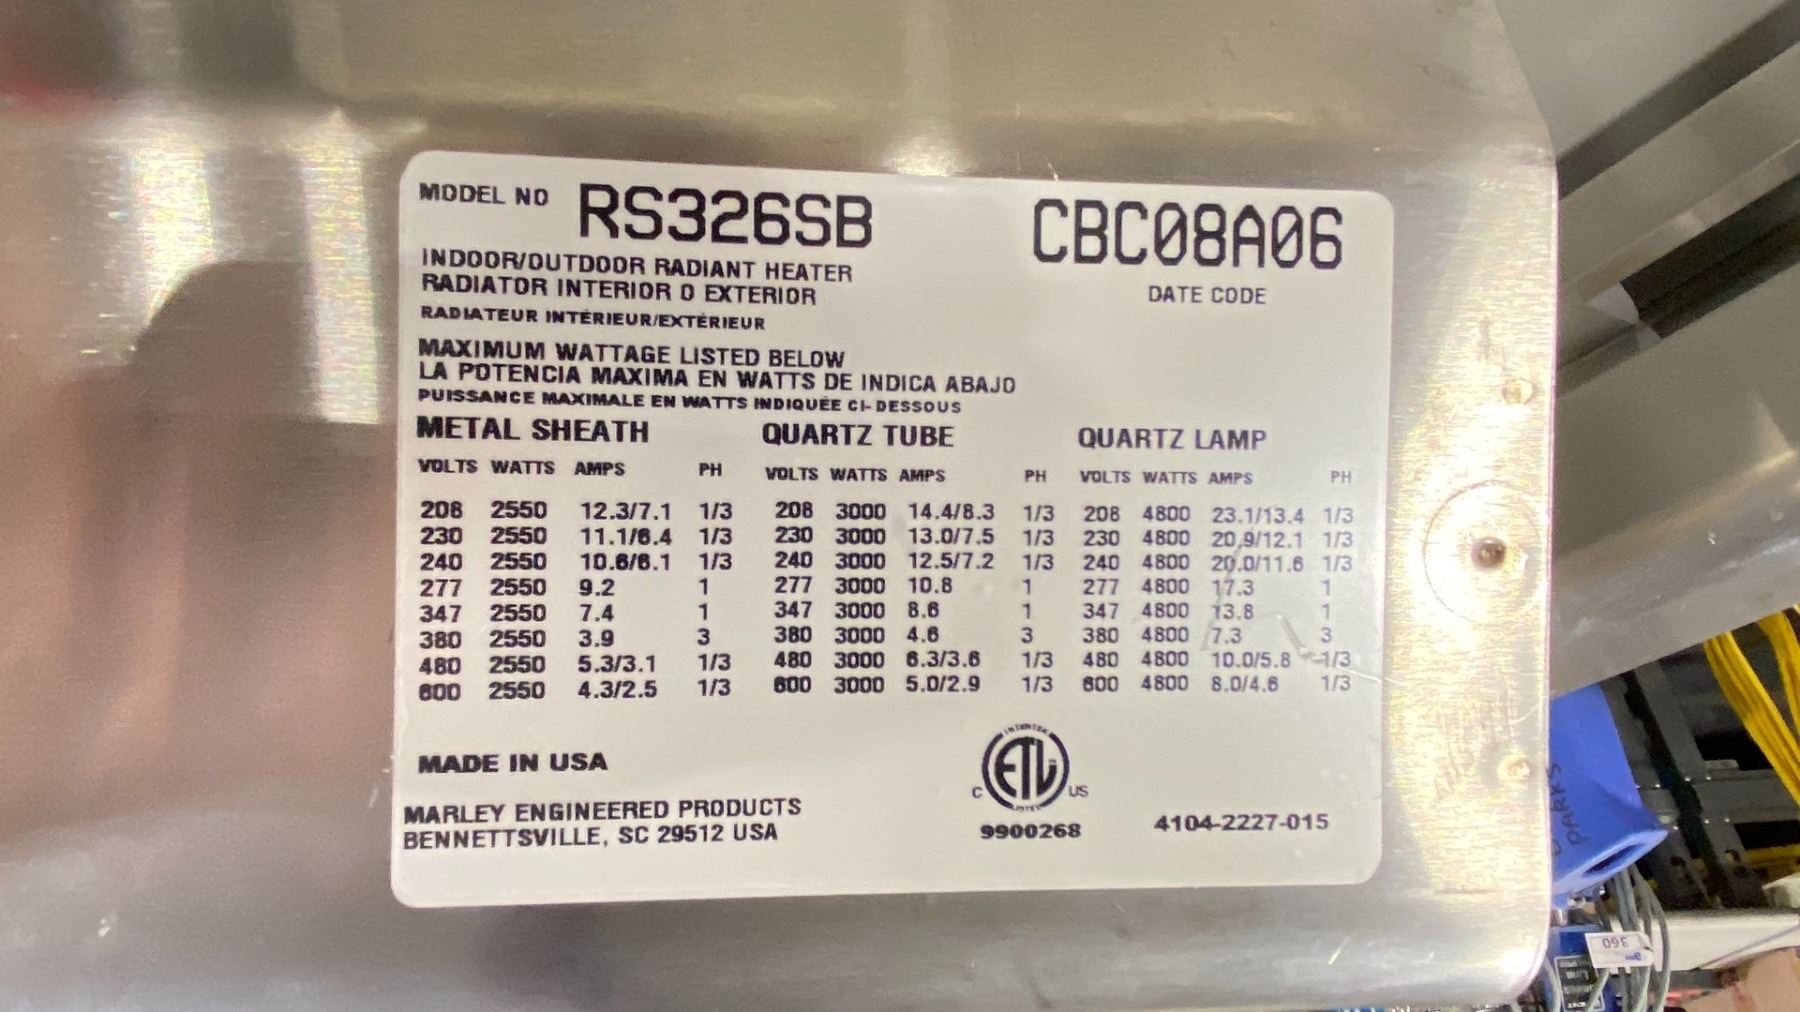 MODEL NO RS326SB CBC08A06
DATE CODE
INDOOR/OUTDOOR RADIANT HEATER
RADIATOR INTERIOR O EXTERIOR
RADIATEUR INTÉRIEUR/EXTÉRIEUR
MAXIMUM WATTAGE LISTED BELOW
LA POTENCIA MAXIMA EN WATTS DE INDICA ABAJO
PUISSANCE MAXIMALE EN WATTS INDIQUÉE CI-DESSOUS
METAL SHEATH QUARTZ TUBE QUARTZ LAMP
VOLTS WATTS AMPS PH VOLTS WATTS AMPS PH VOLTS WATTS AMPS PH
208 2550 12.3/7.1 1/3 208 3000 14.4/8.3 1/3 208 4800 23.1/13.4 1/3
230 2550 11.1/6.4 1/3 230 3000 13.0/7.5 1/3 230 4800 20.9/12.1 1/3
240 2550 10.6/6.1 1/3 240 3000 12.5/7.2 1/3 240 4800 20.0/11.6 1/3
277 2550 9.2 1 277 3000 10.8 1 277 4800 17.3 1
347 2550 7.4 1 347 3000 8.6 1 347 4800 13.8 1
380 2550 3.9 3 380 3000 4.6 3 380 4800 7.3 3
480 2550 5.3/3.1 1/3 480 3000 6.3/3.6 1/3 480 4800 10.0/5.8 1/3
600 2550 4.3/2.5 1/3 600 3000 5.0/2.9 1/3 600 4800 8.0/4.6 1/3
MADE IN USA
MARLEY ENGINEERED PRODUCTS
BENNETTSVILLE, SC 29512 USA
INTERTEK
ETL
LISTED
C US
9900268
4104-2227-015
PARKS
360